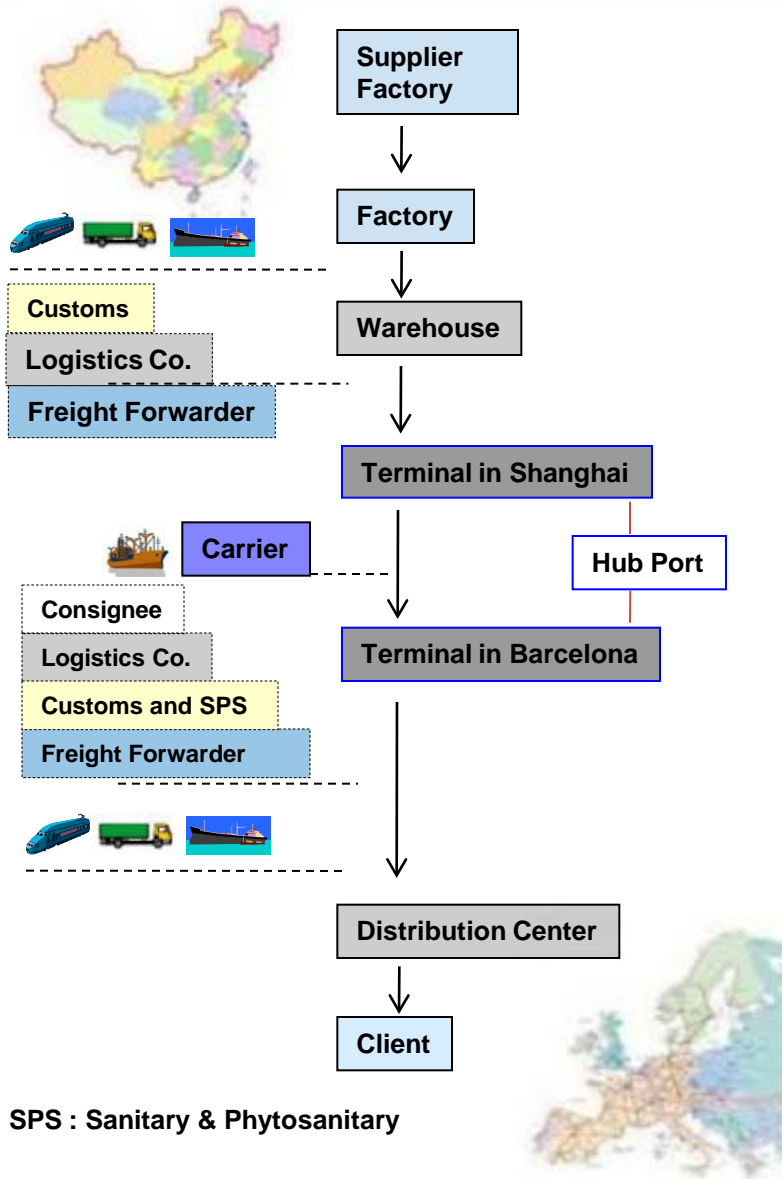 Supplier
Factory
Factory
Customs
Warehouse
Logistics Co.
Freight Forwarder
Terminal in Shanghai
Carrier
Hub Port
Consignee
Logistics Co.
Terminal in Barcelona
Customs and SPS
Freight Forwarder
Distribution Center
Client
SPS : Sanitary & Phytosanitary